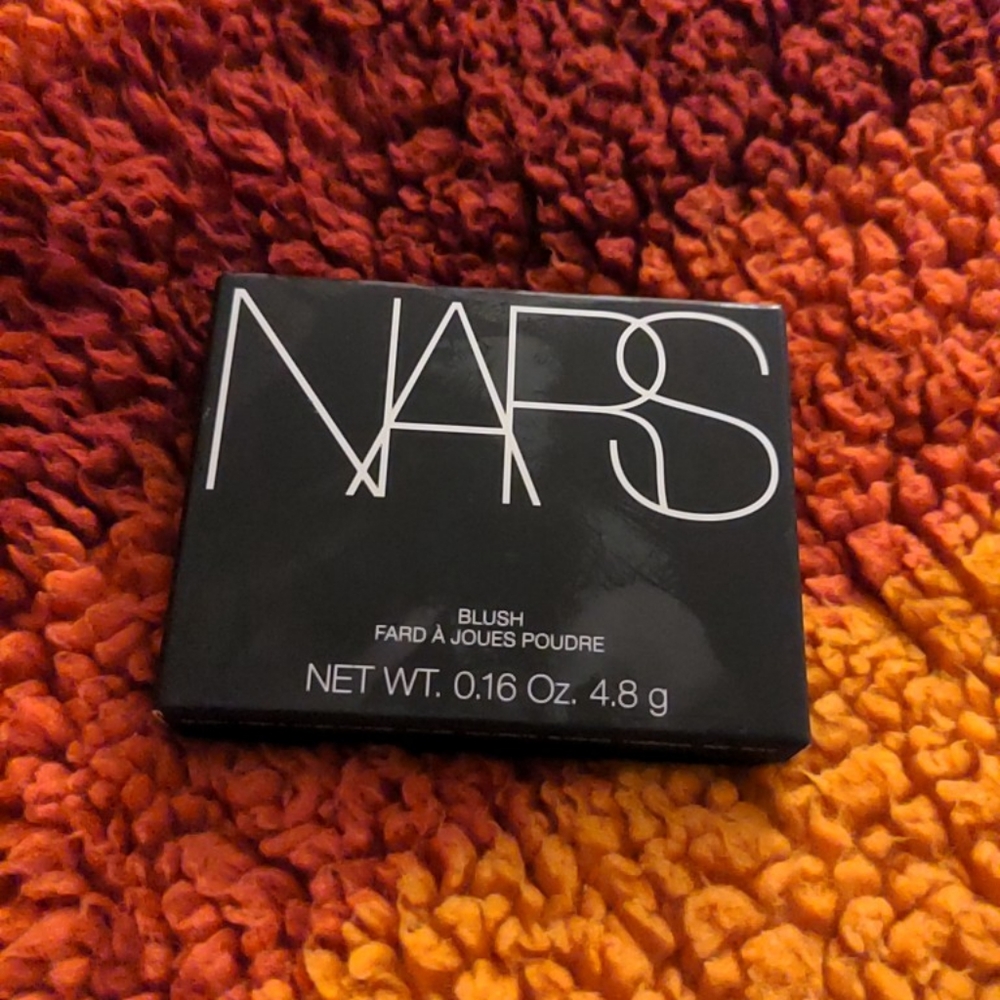 NARS
BLUSH
FARD À JOUES POUDRE
NET WT. 0.16 Oz. 4.8 g